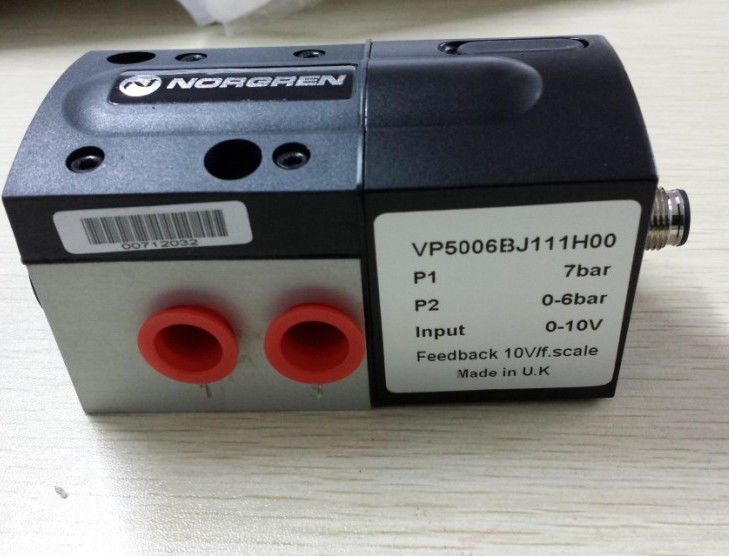 NORGREN
00712032
VP5006BJ111H00
P1 7bar
P2 0-6bar
Input 0-10V
Feedback 10V/f.scale
Made in U.K